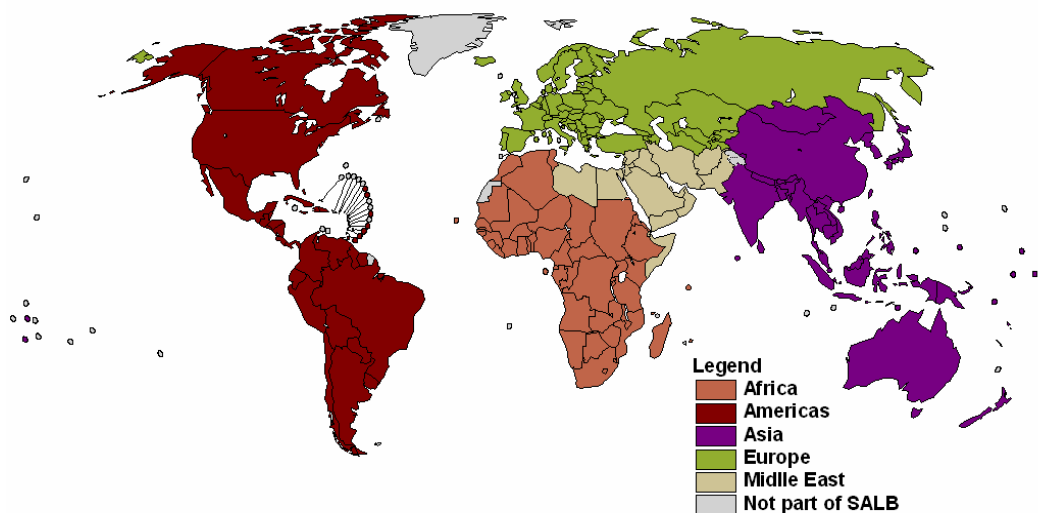 Legend
Africa
Americas
Asia
Europe
Midlle East
Not part of SALB